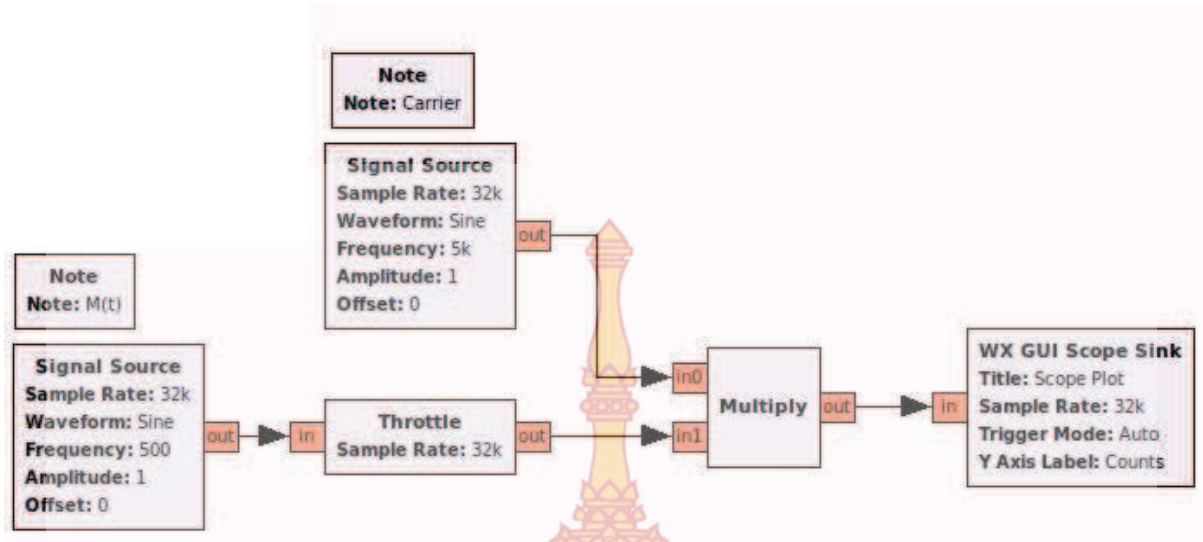 Note
Note: Carrier
Signal Source
Sample Rate: 32k
Waveform: Sine
Frequency: 5k
Amplitude: 1
Offset: 0
out
Note
Note: M(t)
Signal Source
Sample Rate: 32k
Waveform: Sine
Frequency: 500
Amplitude: 1
Offset: 0
out
in
Throttle
Sample Rate: 32k
out
in0
in1
Multiply
out
in
WX GUI Scope Sink
Title: Scope Plot
Sample Rate: 32k
Trigger Mode: Auto
Y Axis Label: Counts